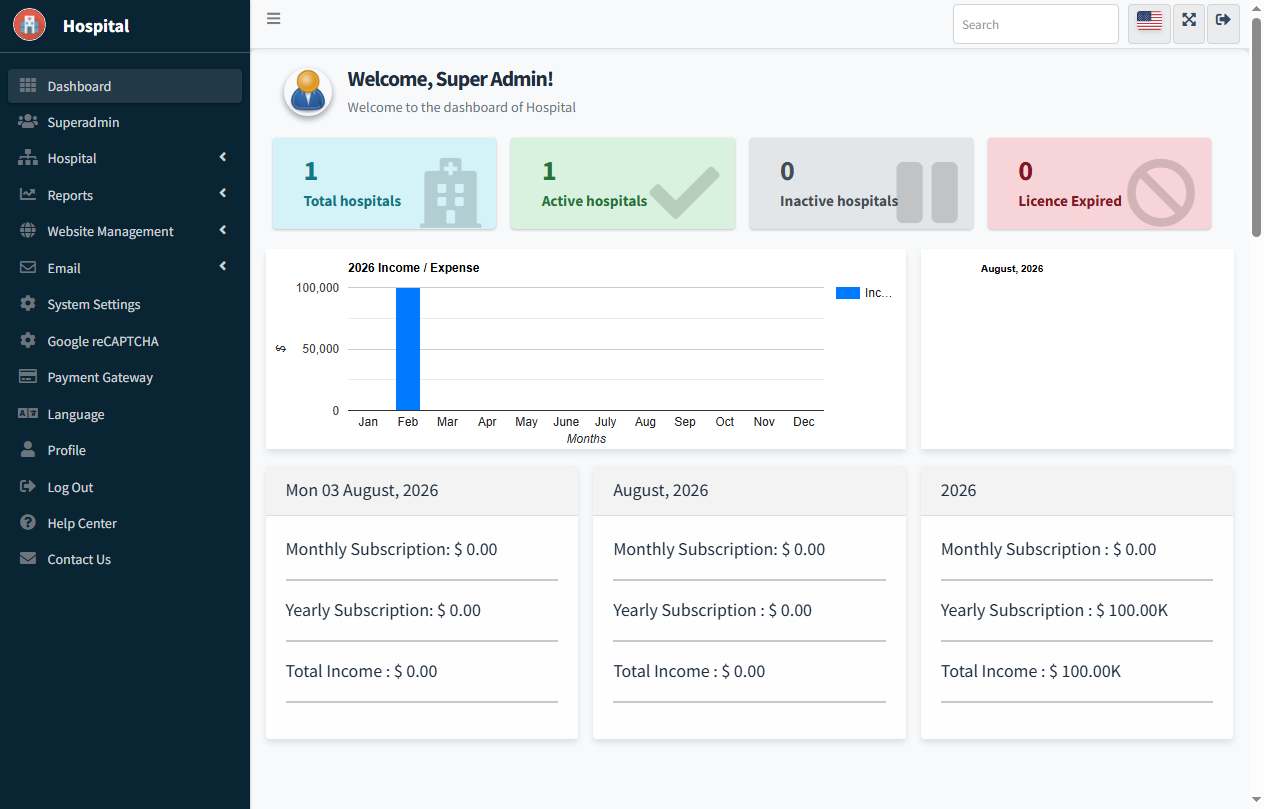 Hospital
Search
Dashboard
Superadmin
Hospital
Reports
Website Management
Email
System Settings
Google reCAPTCHA
Payment Gateway
Language
Profile
Log Out
Help Center
Contact Us
Welcome, Super Admin!
Welcome to the dashboard of Hospital
1
Total hospitals
1
Active hospitals
0
Inactive hospitals
0
Licence Expired
2026 Income / Expense
100,000
50,000
0
$
Jan Feb Mar Apr May June July Aug Sep Oct Nov Dec
Months
Inc...
August, 2026
Mon 03 August, 2026
Monthly Subscription: $ 0.00
Yearly Subscription: $ 0.00
Total Income : $ 0.00
August, 2026
Monthly Subscription: $ 0.00
Yearly Subscription : $ 0.00
Total Income : $ 0.00
2026
Monthly Subscription : $ 0.00
Yearly Subscription : $ 100.00K
Total Income : $ 100.00K